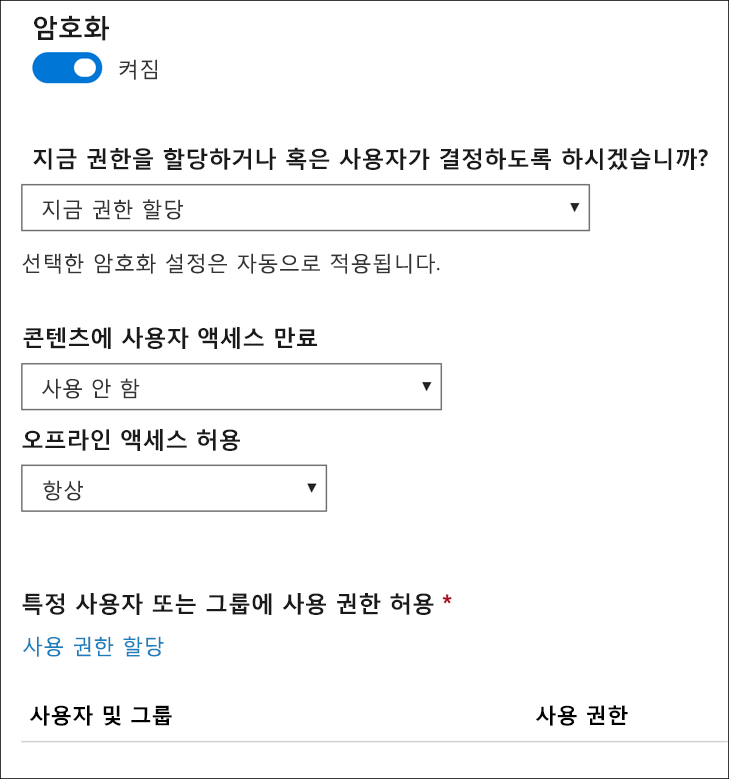 암호화
켜짐
지금 권한을 할당하거나 혹은 사용자가 결정하도록 하시겠습니까?
지금 권한 할당
선택한 암호화 설정은 자동으로 적용됩니다.
콘텐츠에 사용자 액세스 만료
사용 안 함
오프라인 액세스 허용
항상
특정 사용자 또는 그룹에 사용 권한 허용 *
사용 권한 할당
사용자 및 그룹 사용 권한